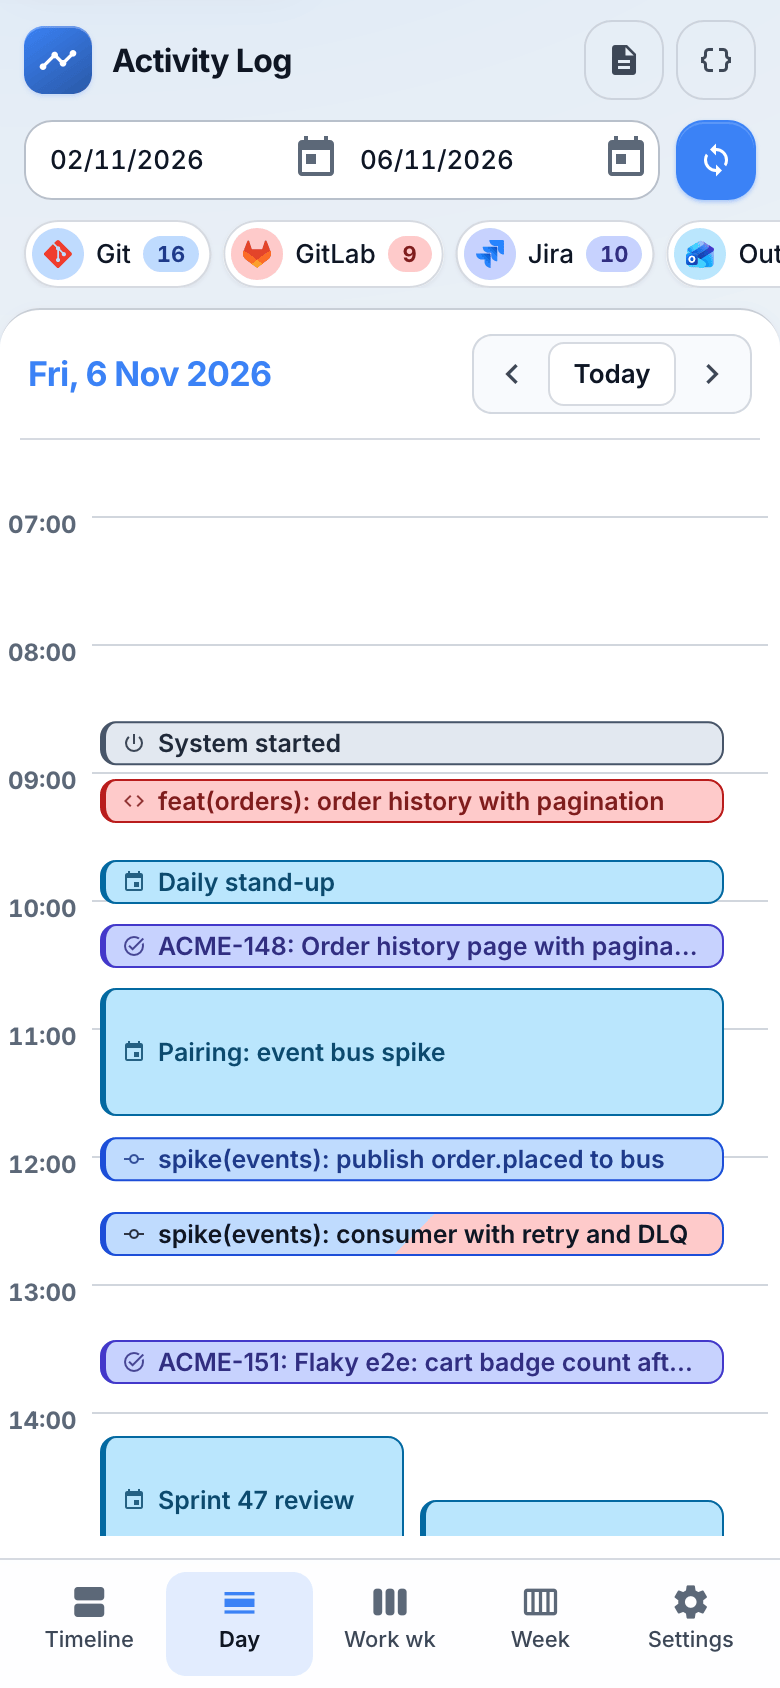 Activity Log
02/11/2026 06/11/2026
Git 16 GitLab 9 Jira 10 Out
Fri, 6 Nov 2026 Today
07:00
08:00
System started
09:00
feat(orders): order history with pagination
Daily stand-up
10:00
ACME-148: Order history page with pagina...
11:00
Pairing: event bus spike
12:00
spike(events): publish order.placed to bus
spike(events): consumer with retry and DLQ
13:00
ACME-151: Flaky e2e: cart badge count aft...
14:00
Sprint 47 review
Timeline Day Work wk Week Settings